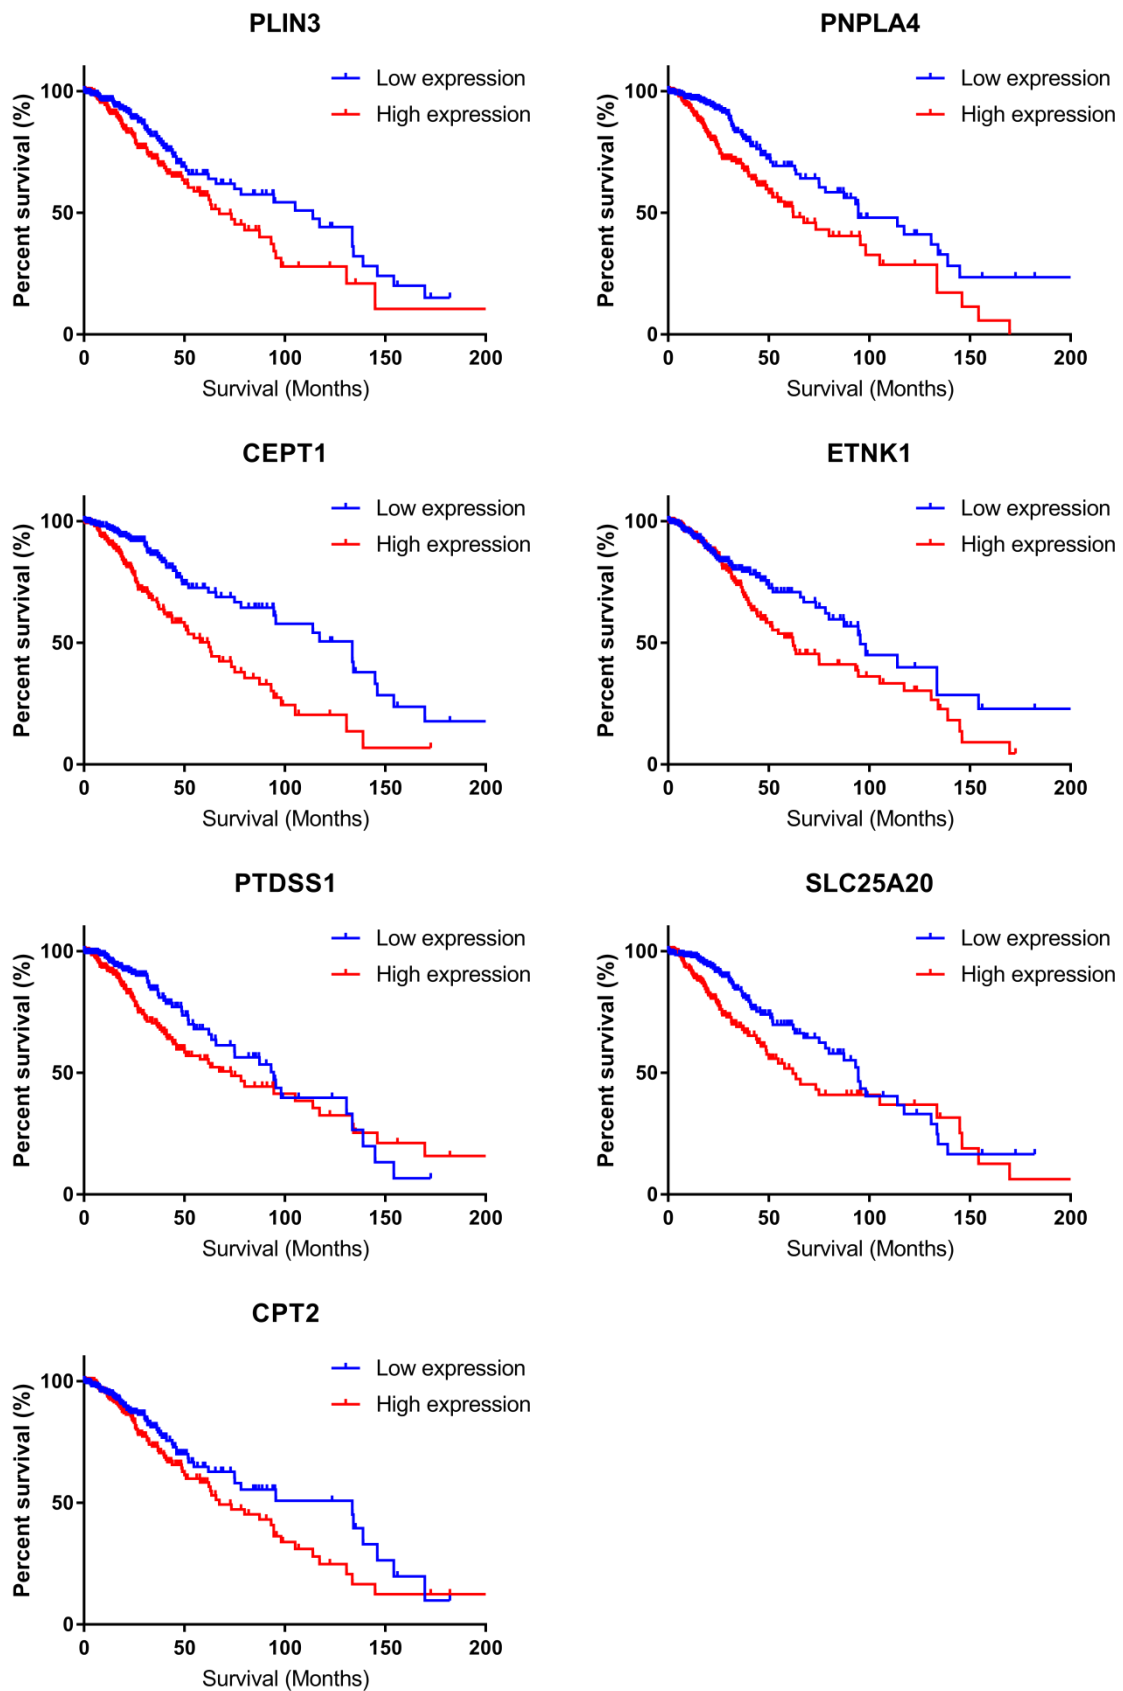 PLIN3
Percent survival (%)
100
50
0
0 50 100 150 200
Survival (Months)
Low expression
High expression
PNPLA4
Percent survival (%)
100
50
0
0 50 100 150 200
Survival (Months)
Low expression
High expression
CEPT1
Percent survival (%)
100
50
0
0 50 100 150 200
Survival (Months)
Low expression
High expression
ETNK1
Percent survival (%)
100
50
0
0 50 100 150 200
Survival (Months)
Low expression
High expression
PTDSS1
Percent survival (%)
100
50
0
0 50 100 150 200
Survival (Months)
Low expression
High expression
SLC25A20
Percent survival (%)
100
50
0
0 50 100 150 200
Survival (Months)
Low expression
High expression
CPT2
Percent survival (%)
100
50
0
0 50 100 150 200
Survival (Months)
Low expression
High expression